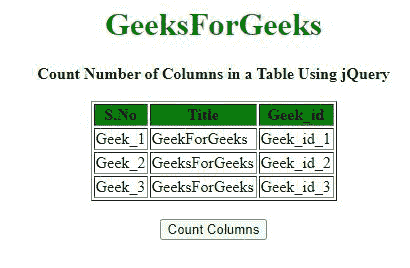 GeeksForGeeks
Count Number of Columns in a Table Using jQuery
S.No Title Geek_id
Geek_1 GeekForGeeks Geek_id_1
Geek_2 GeeksForGeeks Geek_id_2
Geek_3 GeeksForGeeks Geek_id_3
Count Columns